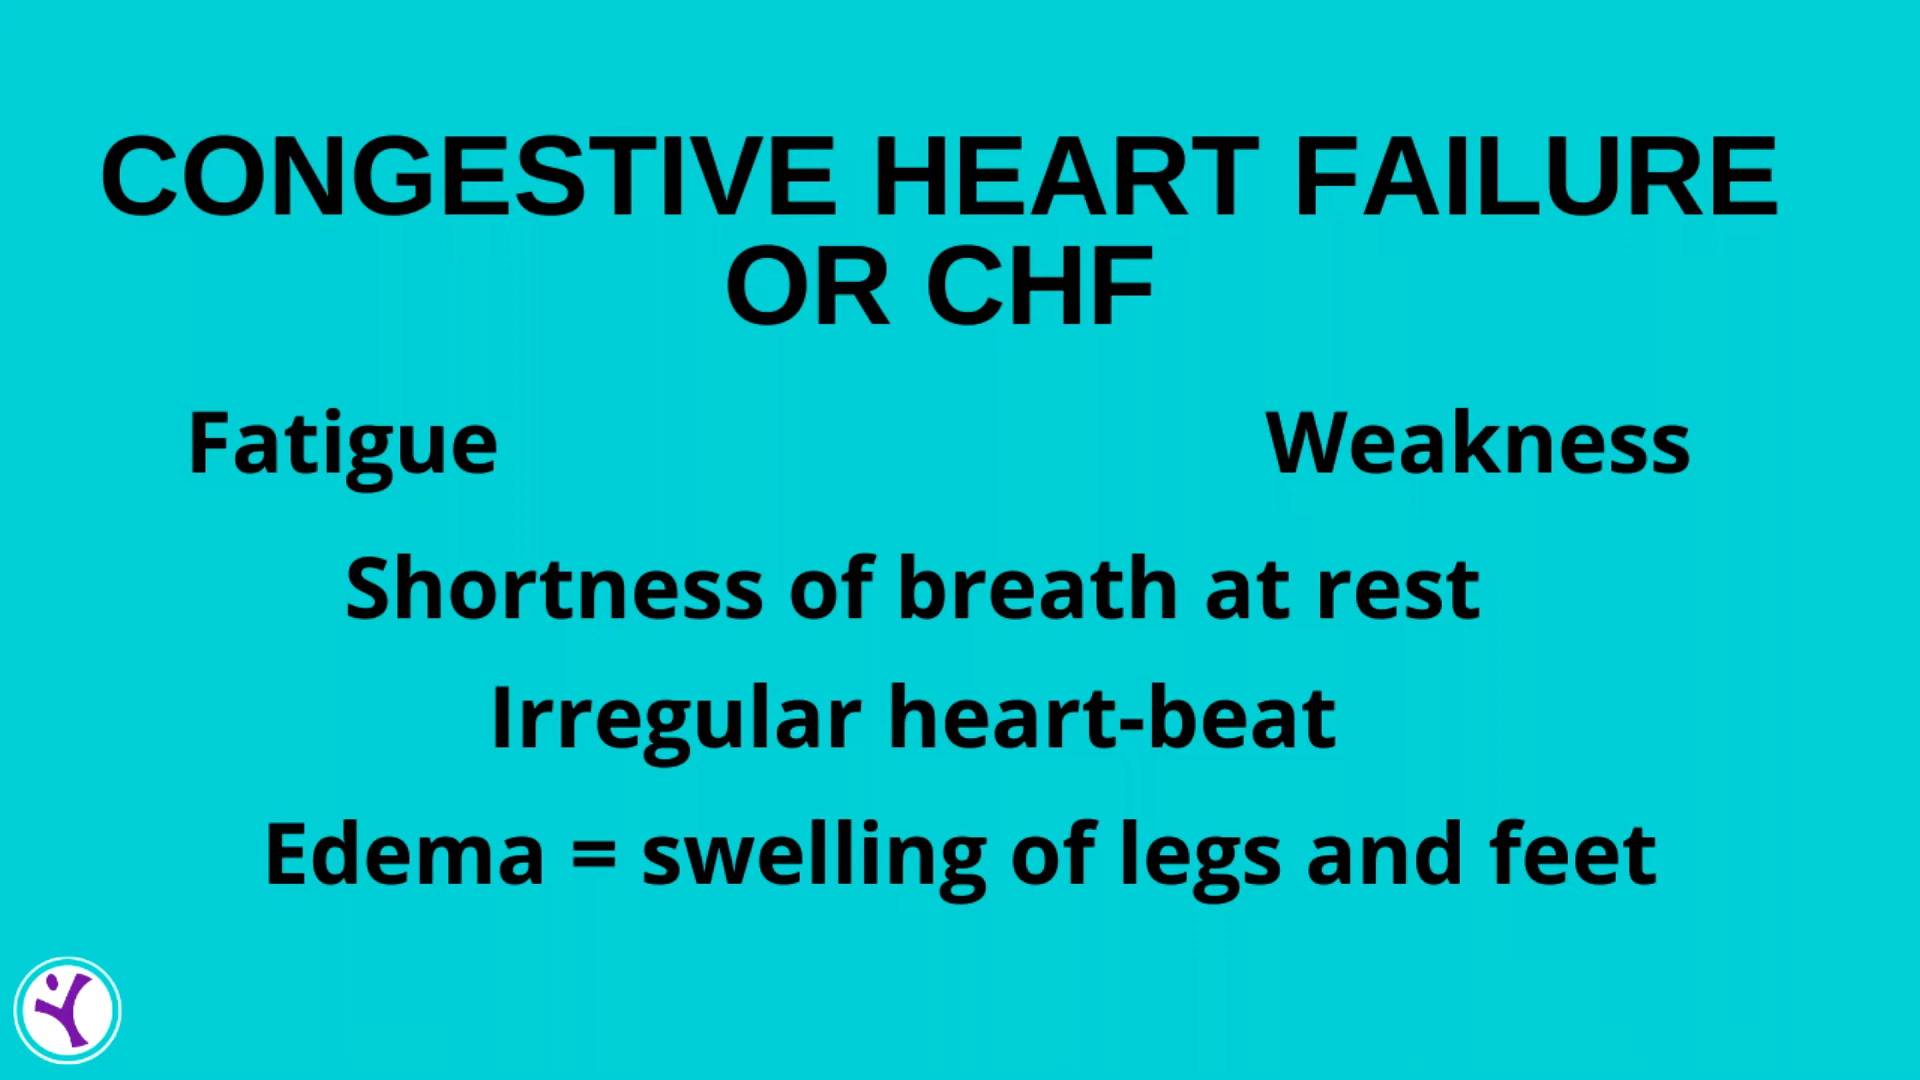 CONGESTIVE HEART FAILURE
OR CHF
Fatigue Weakness
Shortness of breath at rest
Irregular heart-beat
Edema = swelling of legs and feet